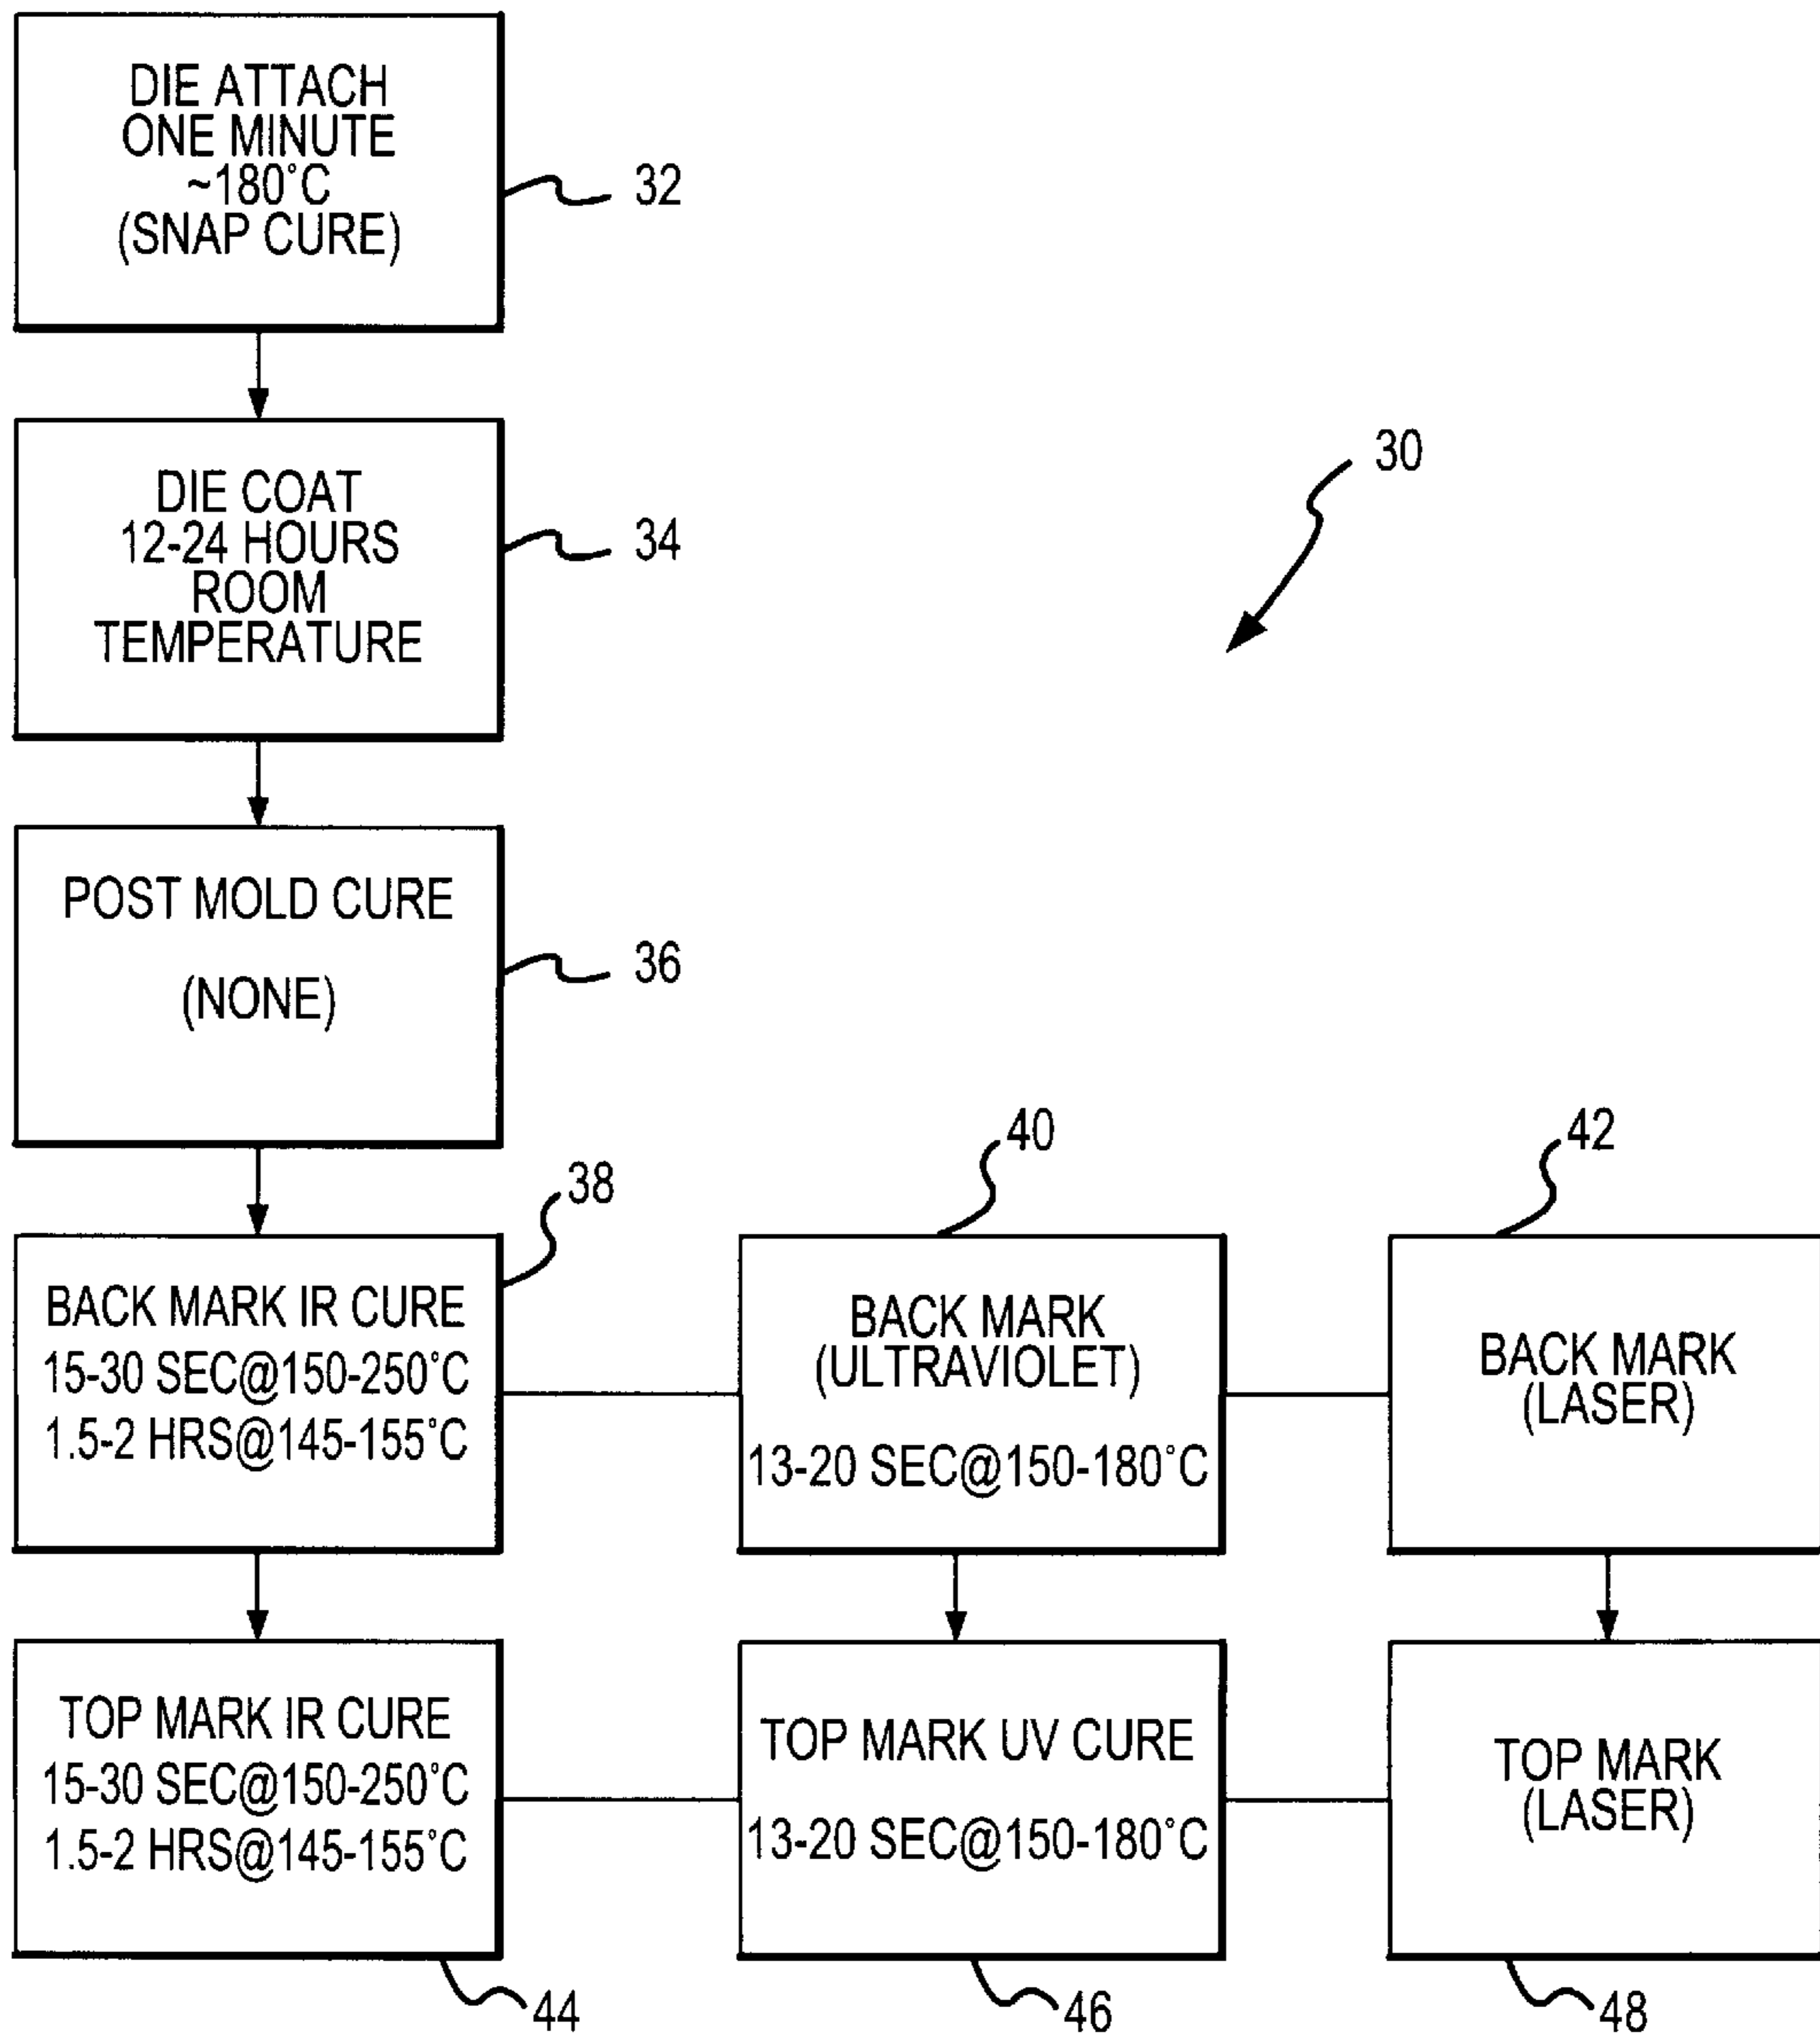 DIE ATTACH
ONE MINUTE
~180°C
(SNAP CURE)
32
DIE COAT
12-24 HOURS
ROOM
TEMPERATURE
34
30
POST MOLD CURE
(NONE)
36
38
BACK MARK IR CURE
15-30 SEC@150-250°C
1.5-2 HRS@145-155°C
40
BACK MARK
(ULTRAVIOLET)
13-20 SEC@150-180°C
42
BACK MARK
(LASER)
TOP MARK IR CURE
15-30 SEC@150-250°C
1.5-2 HRS@145-155°C
44
TOP MARK UV CURE
13-20 SEC@150-180°C
46
TOP MARK
(LASER)
48